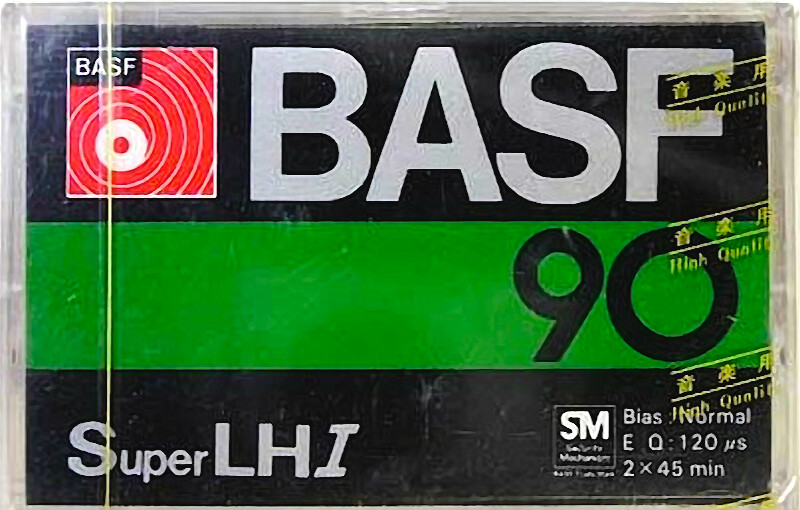 BASF
BASF
音楽用
High Quality
90
音楽用
High Quality
音楽用
High Quality
Super LHI
SM
Security
Mechanism
Bias : Normal
E Q : 120 μs
2 × 45 min